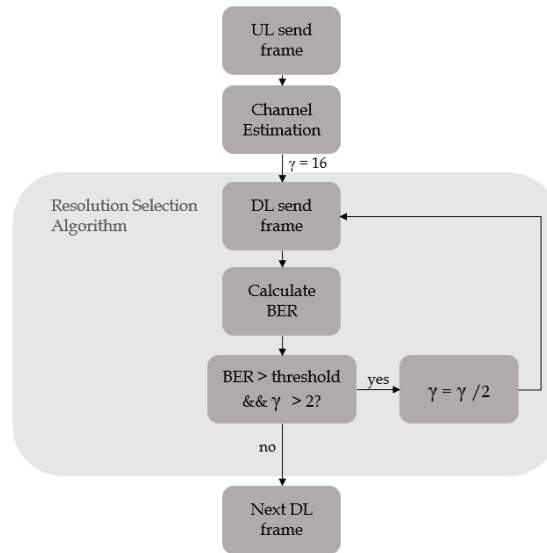 UL send
frame
Channel
Estimation
γ = 16
Resolution Selection
Algorithm
DL send
frame
Calculate
BER
BER > threshold
&& γ > 2?
yes
γ = γ /2
no
Next DL
frame